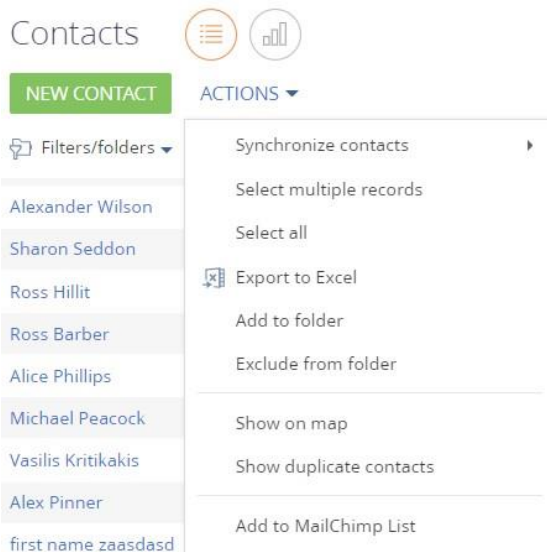 Contacts
NEW CONTACT ACTIONS
Filters/folders
Alexander Wilson
Sharon Seddon
Ross Hillit
Ross Barber
Alice Phillips
Michael Peacock
Vasilis Kritikakis
Alex Pinner
first name zaasdasd
Synchronize contacts
Select multiple records
Select all
Export to Excel
Add to folder
Exclude from folder
Show on map
Show duplicate contacts
Add to MailChimp List